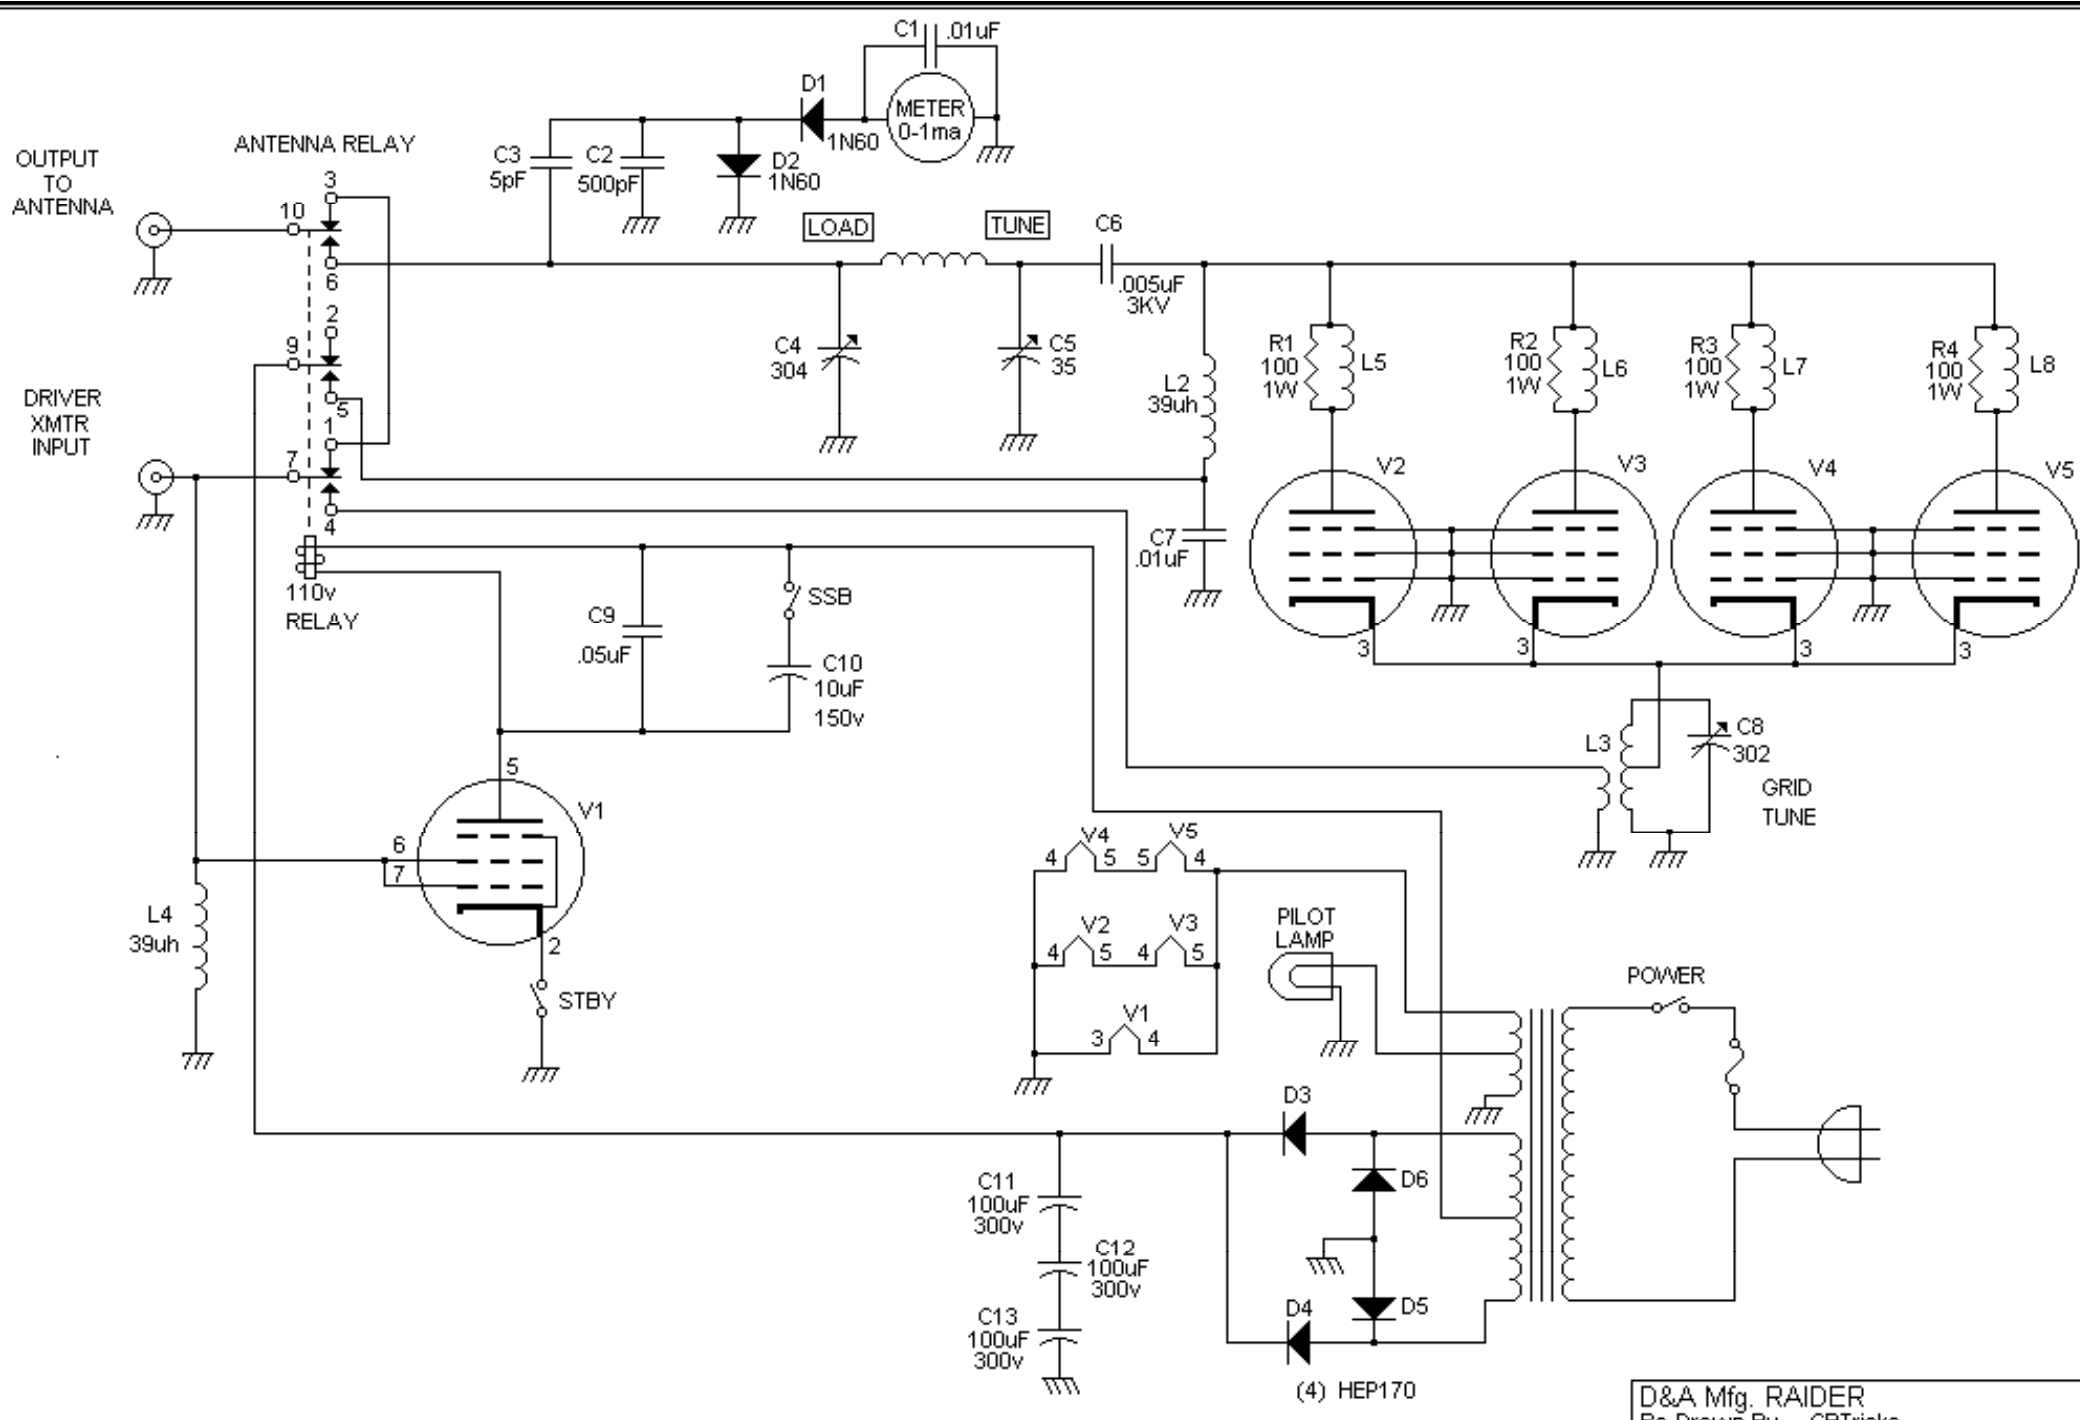 C1
.01uF
D1
METER
0-1ma
1N60
ANTENNA RELAY
OUTPUT
TO
ANTENNA
C3
5pF
C2
500pF
D2
1N60
3
10
6
LOAD
TUNE
C6
.005uF
3KV
2
9
5
DRIVER
XMTR
INPUT
1
7
4
C4
304
C5
35
L2
39uh
R1
100
1W
L5
R2
100
1W
L6
R3
100
1W
L7
R4
100
1W
L8
V2
V3
V4
V5
C7
.01uF
3
3
3
3
110v
RELAY
C9
.05uF
SSB
C10
10uF
150v
L3
C8
302
GRID
TUNE
5
V1
6
7
2
L4
39uh
STBY
V4
V5
4
5
5
4
V2
V3
4
5
4
5
V1
3
4
PILOT
LAMP
POWER
D3
D6
C11
100uF
300v
C12
100uF
300v
C13
100uF
300v
D4
D5
(4) HEP170
D&A Mfg. RAIDER
Re-Drawn By
CBTricks